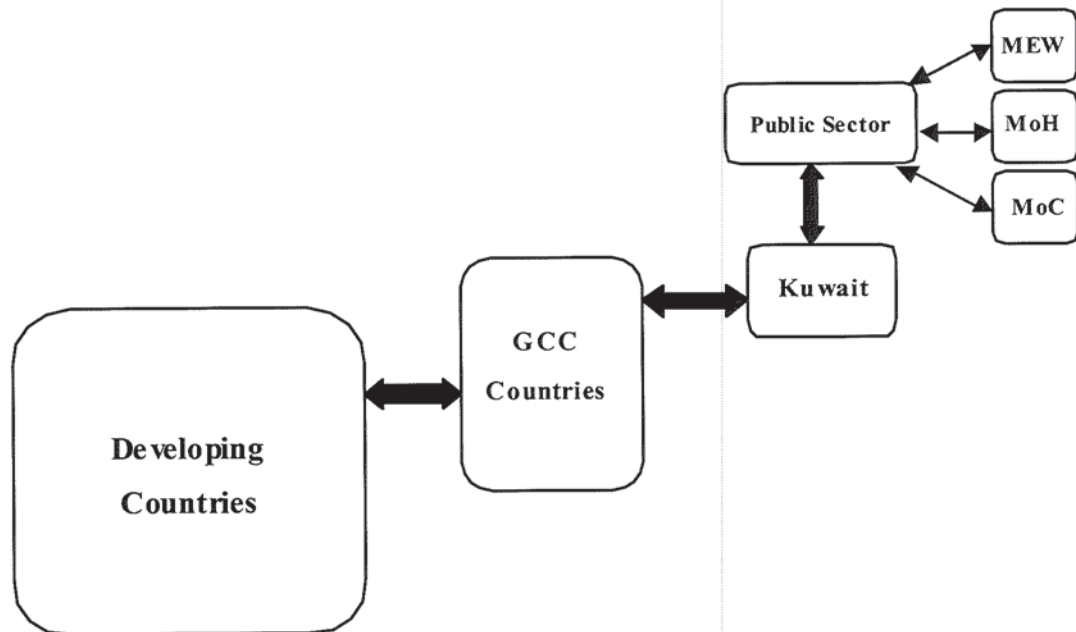 MEW
Public Sector
MoH
MoC
Kuwait
GCC
Countries
Developing
Countries